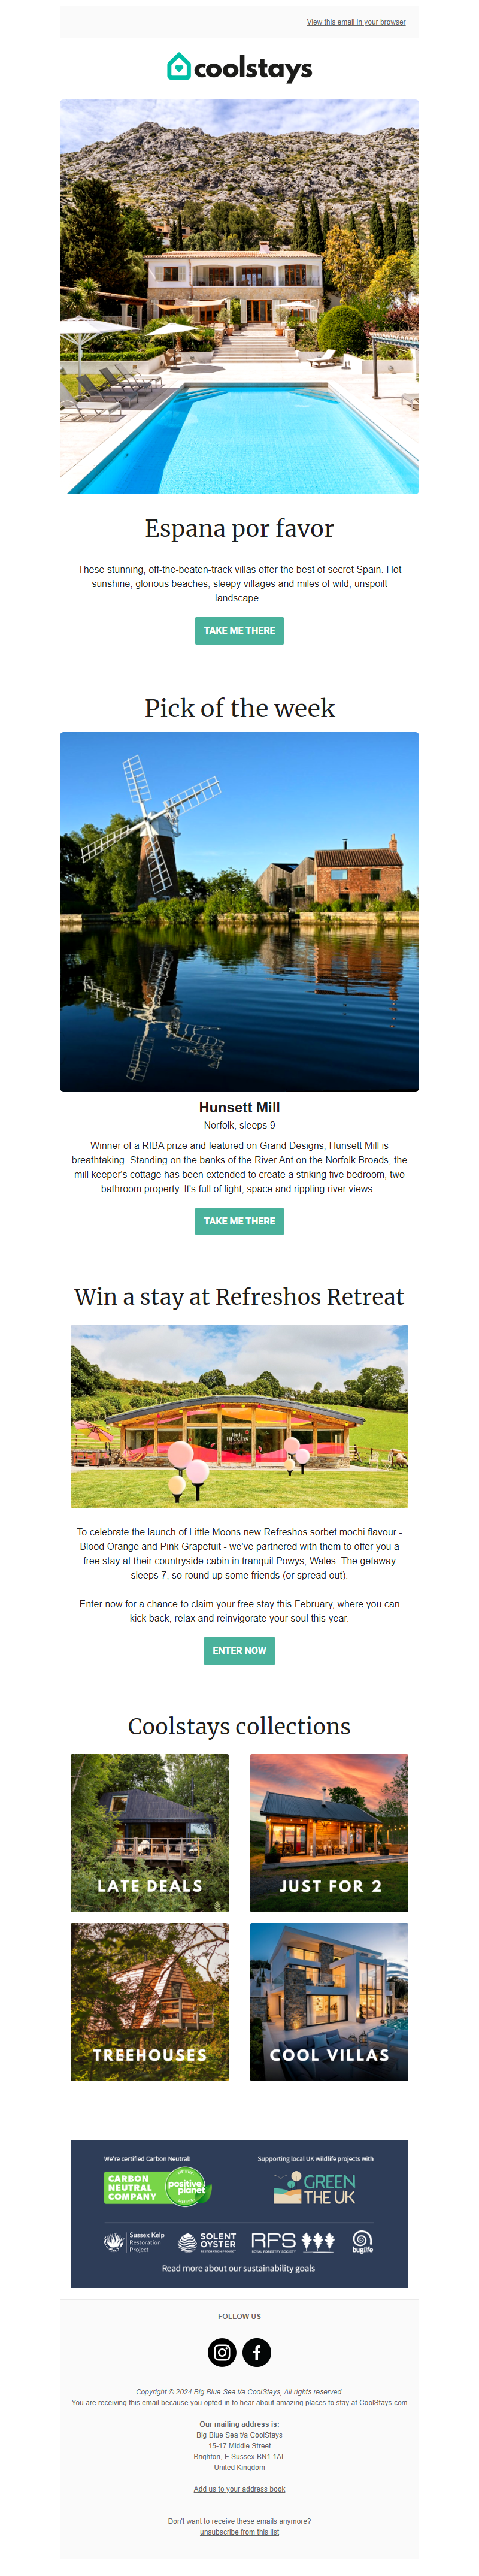 View this email in your browser
coolstays
Espana por favor
These stunning, off-the-beaten-track villas offer the best of secret Spain. Hot
sunshine, glorious beaches, sleepy villages and miles of wild, unspoilt
landscape.
TAKE ME THERE
Pick of the week
Hunsett Mill
Norfolk, sleeps 9
Winner of a RIBA prize and featured on Grand Designs, Hunsett Mill is
breathtaking. Standing on the banks of the River Ant on the Norfolk Broads, the
mill keeper's cottage has been extended to create a striking five bedroom, two
bathroom property. It's full of light, space and rippling river views.
TAKE ME THERE
Win a stay at Refreshos Retreat
little
moons
To celebrate the launch of Little Moons new Refreshos sorbet mochi flavour -
Blood Orange and Pink Grapefuit - we've partnered with them to offer you a
free stay at their countryside cabin in tranquil Powys, Wales. The getaway
sleeps 7, so round up some friends (or spread out).
Enter now for a chance to claim your free stay this February, where you can
kick back, relax and reinvigorate your soul this year.
ENTER NOW
Coolstays collections
LATE DEALS
JUST FOR 2
TREEHOUSES
COOL VILLAS
We're certified Carbon Neutral!
CARBON
NEUTRAL
COMPANY
positive
planet
Supporting local UK wildlife projects with
GREEN
THE UK
Sussex Kelp
Restoration
Project
SOLENT
OYSTER
RESTORATION PROJECT
RFS
ROYAL FORESTRY SOCIETY
buglife
Read more about our sustainability goals
FOLLOW US
Copyright © 2024 Big Blue Sea t/a CoolStays, All rights reserved.
You are receiving this email because you opted-in to hear about amazing places to stay at CoolStays.com
Our mailing address is:
Big Blue Sea t/a CoolStays
15-17 Middle Street
Brighton, E Sussex BN1 1AL
United Kingdom
Add us to your address book
Don't want to receive these emails anymore?
unsubscribe from this list